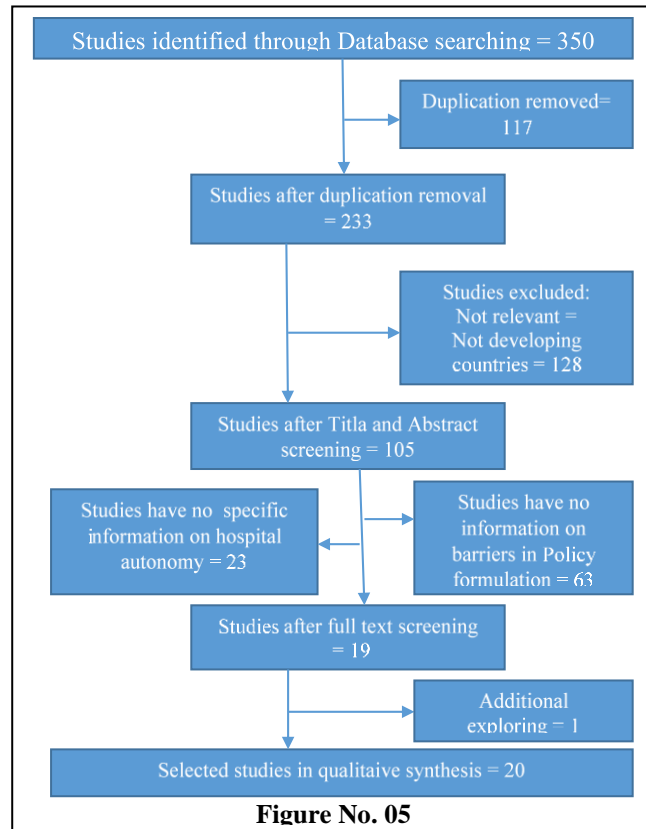 Studies identified through Database searching = 350
Duplication removed=
117
Studies after duplication removal
= 233
Studies excluded:
Not relevant =
Not developing
countries = 128
Studies after Titla and Abstract
screening = 105
Studies have no specific
information on hospital
autonomy = 23
Studies have no
information on
barriers in Policy
formulation = 63
Studies after full text screening
= 19
Additional
exploring = 1
Selected studies in qualitaive synthesis = 20
Figure No. 05